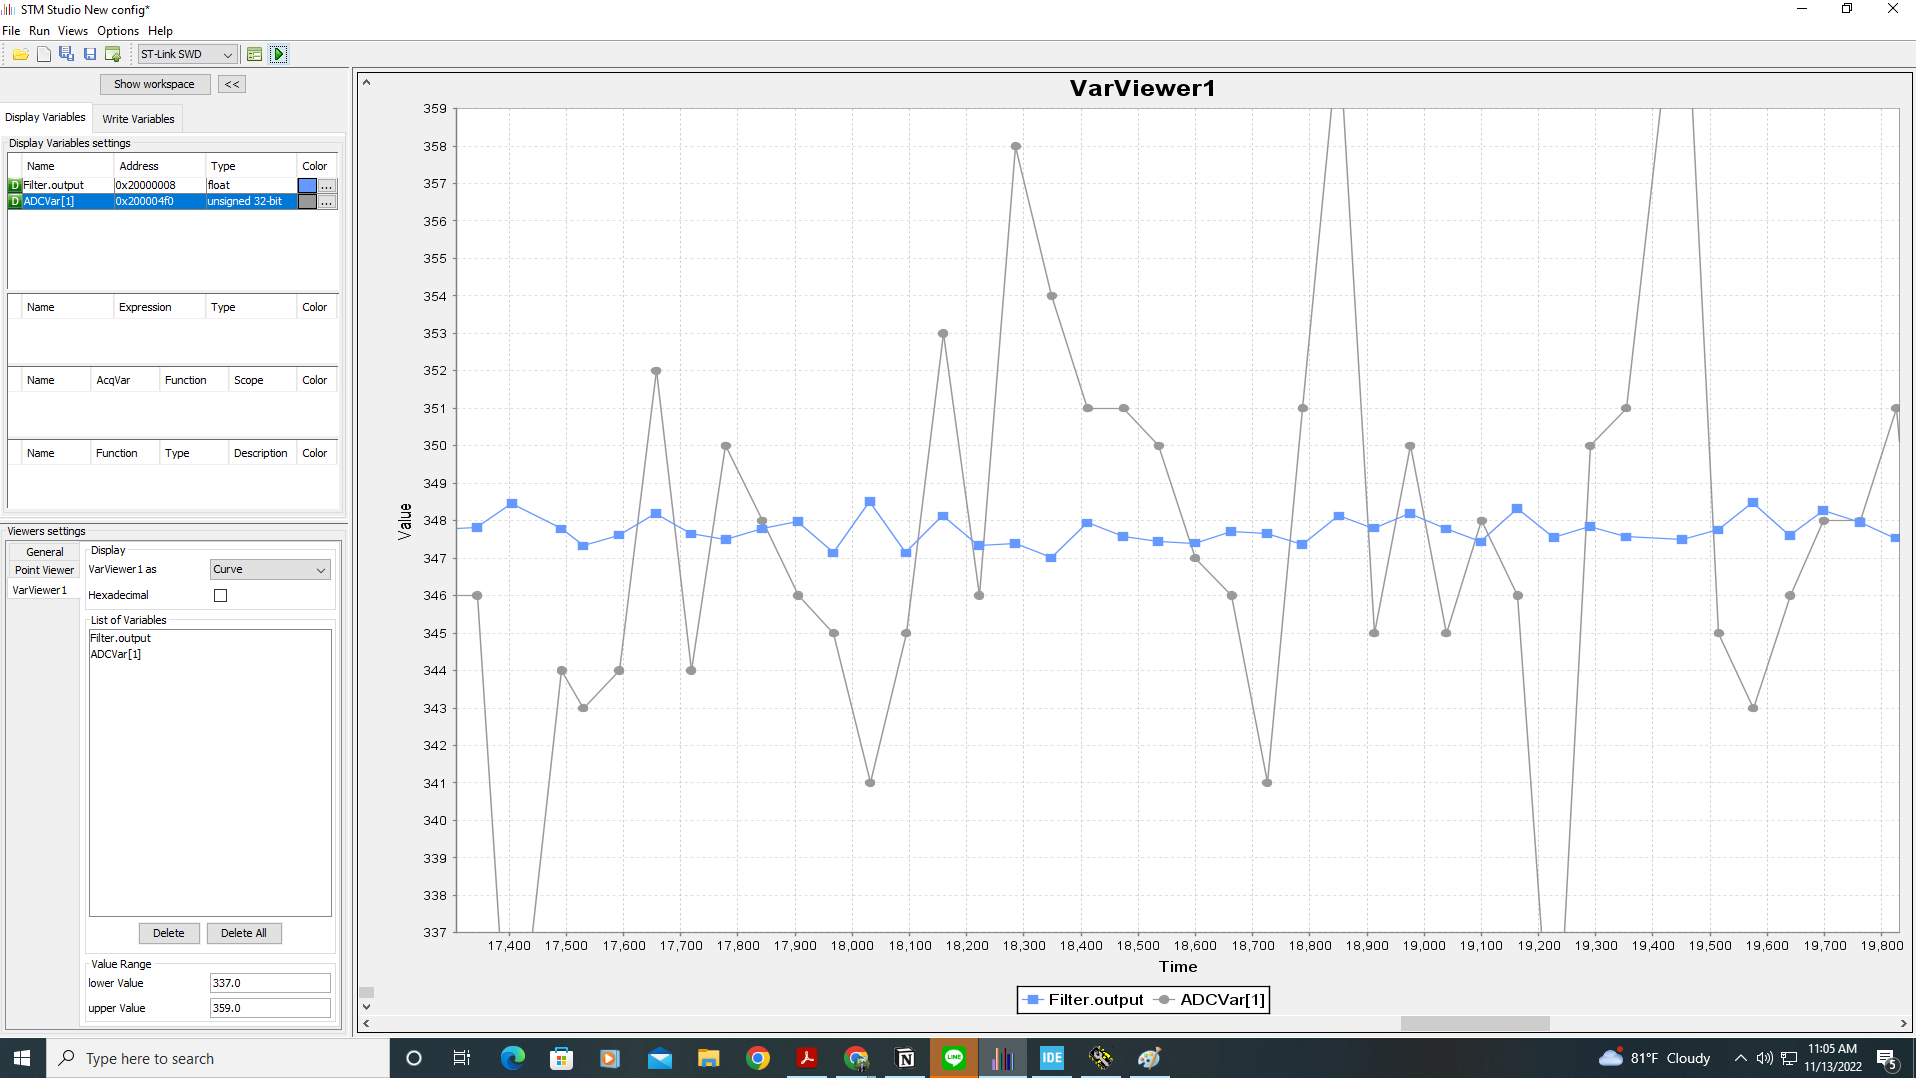 STM Studio New config*
File Run Views Options Help
ST-Link SWD
Show workspace <<
Display Variables Write Variables
Display Variables settings
Name Address Type Color
D Filter.output 0x20000008 float ...
D ADCVar[1] 0x200004f0 unsigned 32-bit ...
Name Expression Type Color
Name AcqVar Function Scope Color
Name Function Type Description Color
Viewers settings
General
Point Viewer
VarViewer1
Display
VarViewer1 as Curve
Hexadecimal
List of Variables
Filter.output
ADCVar[1]
Delete Delete All
Value Range
lower Value 337.0
upper Value 359.0
VarViewer1
359
358
357
356
355
354
353
352
351
350
349
348
347
346
345
344
343
342
341
340
339
338
337
Value
17,400 17,500 17,600 17,700 17,800 17,900 18,000 18,100 18,200 18,300 18,400 18,500 18,600 18,700 18,800 18,900 19,000 19,100 19,200 19,300 19,400 19,500 19,600 19,700 19,800
Time
Filter.output ADCVar[1]
Type here to search
LINE
IDE
81°F Cloudy
11:05 AM
11/13/2022
5